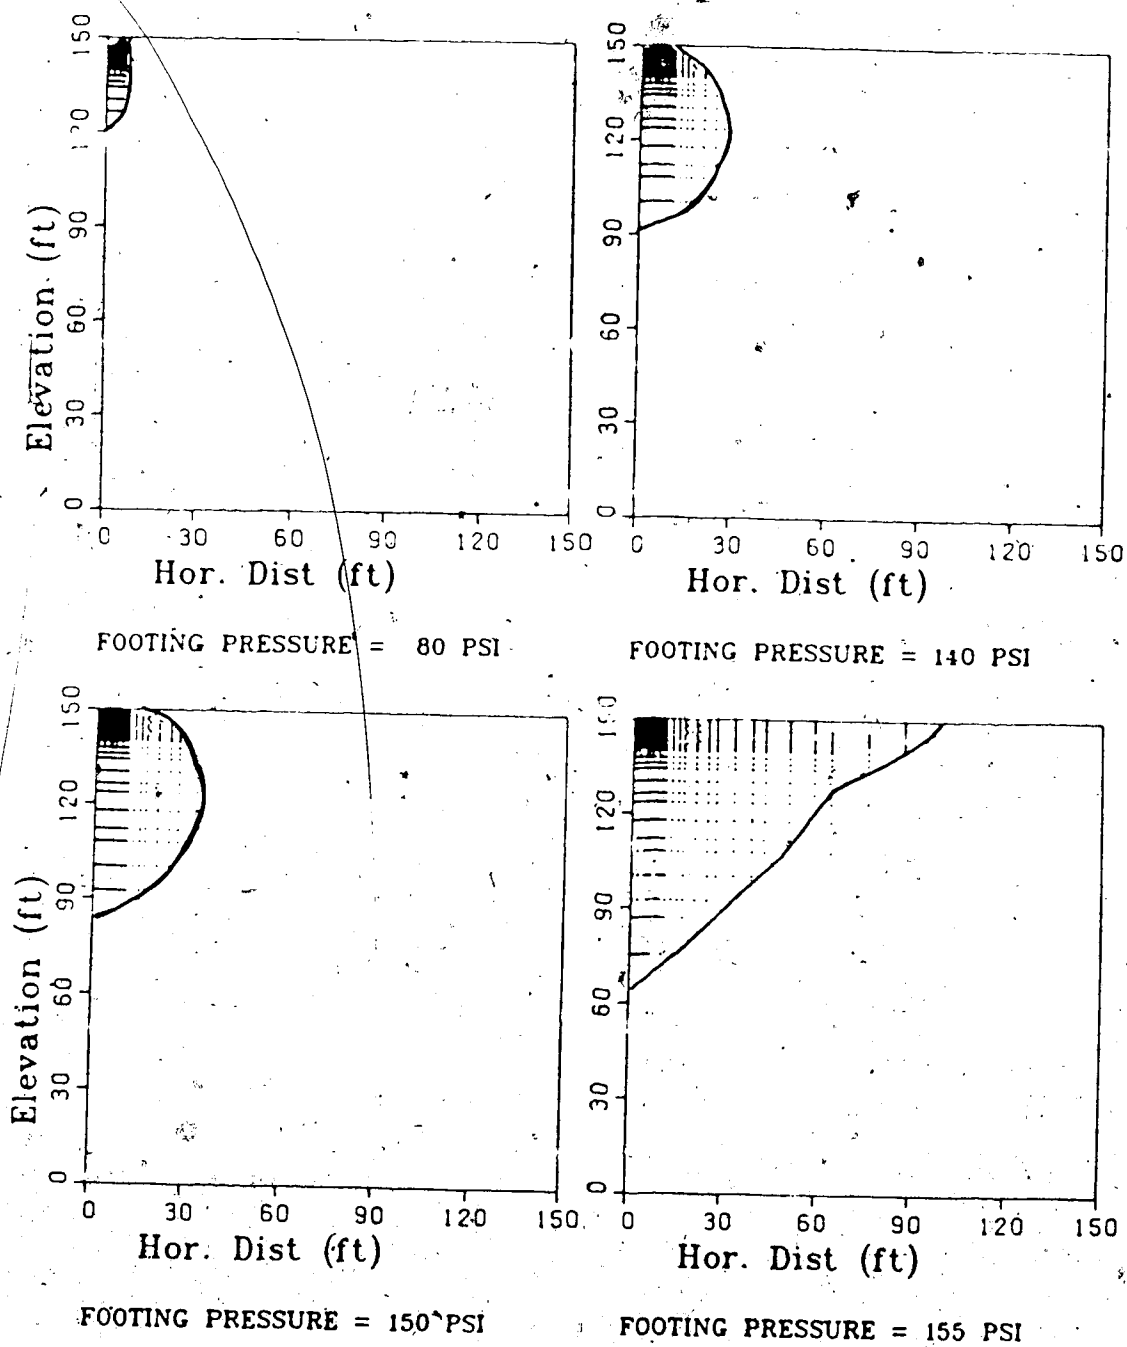 150
120
90
60
30
0
Elevation (ft)
0 30 60 90 120 150
Hor. Dist (ft)
FOOTING PRESSURE = 80 PSI
150
120
90
60
30
0
0 30 60 90 120 150
Hor. Dist (ft)
FOOTING PRESSURE = 140 PSI
150
120
90
60
30
0
Elevation (ft)
0 30 60 90 120 150
Hor. Dist (ft)
FOOTING PRESSURE = 150 PSI
150
120
90
60
30
0
0 30 60 90 120 150
Hor. Dist (ft)
FOOTING PRESSURE = 155 PSI